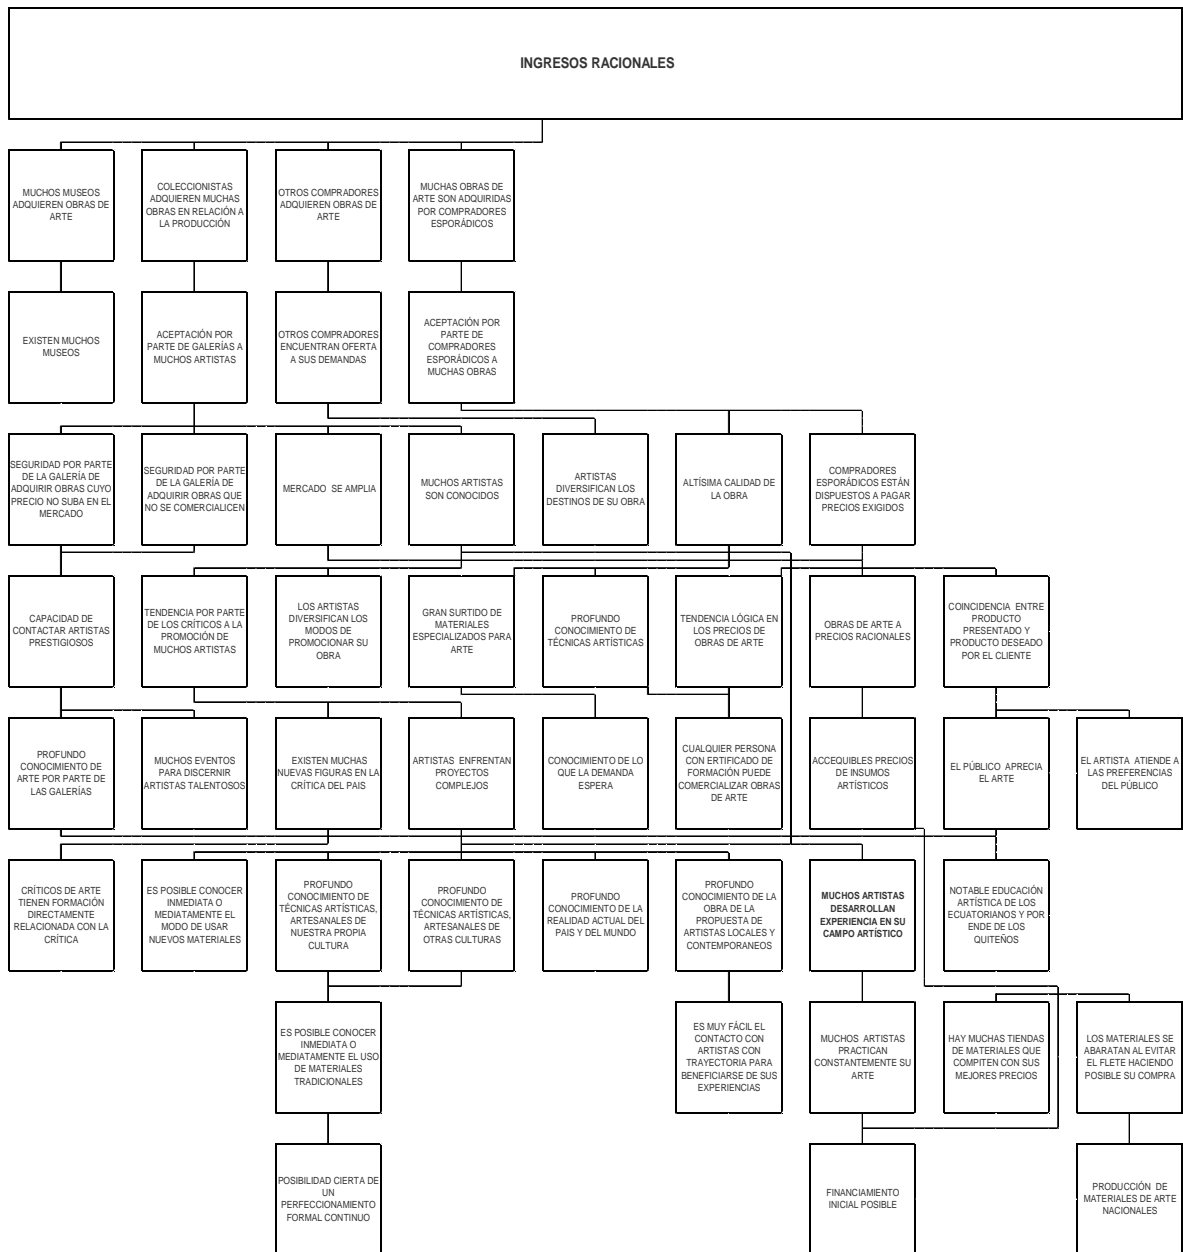 INGRESOS RACIONALES
MUCHOS MUSEOS
ADQUIEREN OBRAS DE
ARTE
COLECCIONISTAS
ADQUIEREN MUCHAS
OBRAS EN RELACIÓN A
LA PRODUCCIÓN
OTROS COMPRADORES
ADQUIEREN OBRAS DE
ARTE
MUCHAS OBRAS DE
ARTE SON ADQUIRIDAS
POR COMPRADORES
ESPORÁDICOS
EXISTEN MUCHOS
MUSEOS
ACEPTACIÓN POR
PARTE DE GALERÍAS A
MUCHOS ARTISTAS
OTROS COMPRADORES
ENCUENTRAN OFERTA
A SUS DEMANDAS
ACEPTACIÓN POR
PARTE DE
COMPRADORES
ESPORÁDICOS A
MUCHAS OBRAS
SEGURIDAD POR PARTE
DE LA GALERÍA DE
ADQUIRIR OBRAS CUYO
PRECIO NO SUBA EN EL
MERCADO
SEGURIDAD POR PARTE
DE LA GALERÍA DE
ADQUIRIR OBRAS QUE
NO SE COMERCIALICEN
MERCADO SE AMPLIA
MUCHOS ARTISTAS
SON CONOCIDOS
ARTISTAS
DIVERSIFICAN LOS
DESTINOS DE SU OBRA
ALTÍSIMA CALIDAD DE
LA OBRA
COMPRADORES
ESPORÁDICOS ESTÁN
DISPUESTOS A PAGAR
PRECIOS EXIGIDOS
CAPACIDAD DE
CONTACTAR ARTISTAS
PRESTIGIOSOS
TENDENCIA POR PARTE
DE LOS CRÍTICOS A LA
PROMOCIÓN DE
MUCHOS ARTISTAS
LOS ARTISTAS
DIVERSIFICAN LOS
MODOS DE
PROMOCIONAR SU
OBRA
GRAN SURTIDO DE
MATERIALES
ESPECIALIZADOS PARA
ARTE
PROFUNDO
CONOCIMIENTO DE
TÉCNICAS ARTÍSTICAS
TENDENCIA LÓGICA EN
LOS PRECIOS DE
OBRAS DE ARTE
OBRAS DE ARTE A
PRECIOS RACIONALES
COINCIDENCIA ENTRE
PRODUCTO
PRESENTADO Y
PRODUCTO DESEADO
POR EL CLIENTE
PROFUNDO
CONOCIMIENTO DE
ARTE POR PARTE DE
LAS GALERÍAS
MUCHOS EVENTOS
PARA DISCERNIR
ARTISTAS TALENTOSOS
EXISTEN MUCHAS
NUEVAS FIGURAS EN LA
CRÍTICA DEL PAIS
ARTISTAS ENFRENTAN
PROYECTOS
COMPLEJOS
CONOCIMIENTO DE LO
QUE LA DEMANDA
ESPERA
CUALQUIER PERSONA
CON ERTIFICADO DE
FORMACIÓN PUEDE
COMERCIALIZAR OBRAS
DE ARTE
ACCEQUIBLES PRECIOS
DE INSUMOS
ARTÍSTICOS
EL PÚBLICO APRECIA
EL ARTE
EL ARTISTA ATIENDE A
LAS PREFERENCIAS
DEL PÚBLICO
CRÍTICOS DE ARTE
TIENEN FORMACIÓN
DIRECTAMENTE
RELACIONADA CON LA
CRÍTICA
ES POSIBLE CONOCER
INMEDIATA O
MEDIATAMENTE EL
MODO DE USAR
NUEVOS MATERIALES
PROFUNDO
CONOCIMIENTO DE
TÉCNICAS ARTÍSTICAS,
ARTESANALES DE
NUESTRA PROPIA
CULTURA
PROFUNDO
CONOCIMIENTO DE
TÉCNICAS ARTÍSTICAS,
ARTESANALES DE
OTRAS CULTURAS
PROFUNDO
CONOCIMIENTO DE LA
REALIDAD ACTUAL DEL
PAIS Y DEL MUNDO
PROFUNDO
CONOCIMIENTO DE LA
OBRA DE LA
PROPUESTA DE
ARTISTAS LOCALES Y
CONTEMPORANEOS
MUCHOS ARTISTAS
DESARROLLAN
EXPERIENCIA EN SU
CAMPO ARTÍSTICO
NOTABLE EDUCACIÓN
ARTÍSTICA DE LOS
ECUATORIANOS Y POR
ENDE DE LOS
QUITEÑOS
ES POSIBLE CONOCER
INMEDIATA O
MEDIATAMENTE EL USO
DE MATERIALES
TRADICIONALES
ES MUY FÁCIL EL
CONTACTO CON
ARTISTAS CON
TRAYECTORIA PARA
BENEFICIARSE DE SUS
EXPERIENCIAS
MUCHOS ARTISTAS
PRACTICAN
CONSTANTEMENTE SU
ARTE
HAY MUCHAS TIENDAS
DE MATERIALES QUE
COMPITEN CON SUS
MEJORES PRECIOS
LOS MATERIALES SE
ABARATAN AL EVITAR
EL FLETE HACIENDO
POSIBLE SU COMPRA
POSIBILIDAD CIERTA DE
UN
PERFECCIONAMIENTO
FORMAL CONTINUO
FINANCIAMIENTO
INICIAL POSIBLE
PRODUCCIÓN DE
MATERIALES DE ARTE
NACIONALES